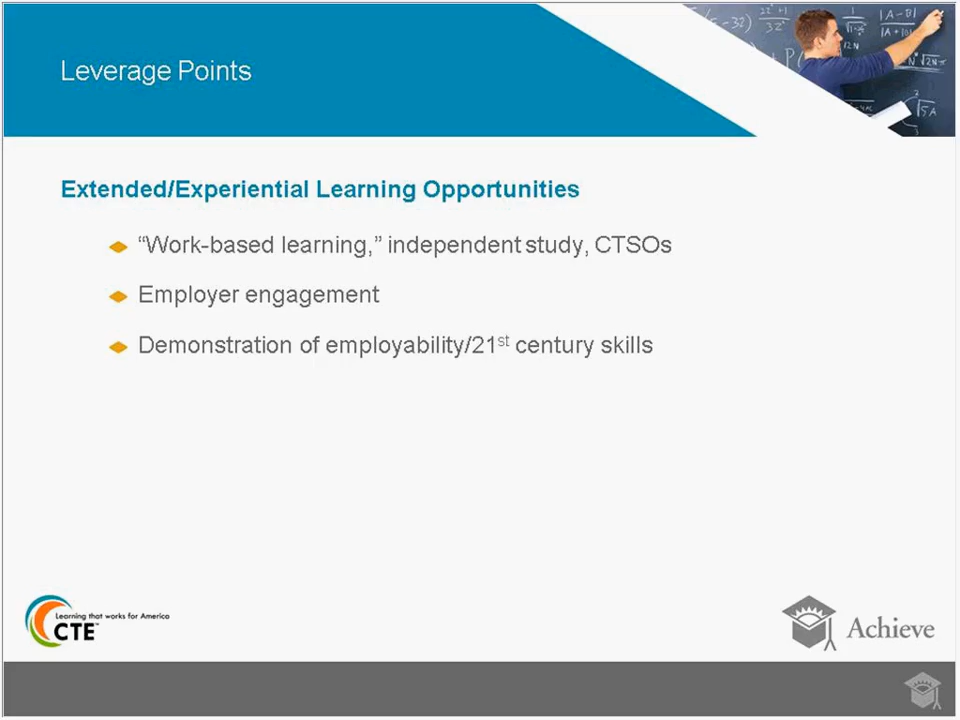 Leverage Points
Extended/Experiential Learning Opportunities
“Work-based learning,” independent study, CTSOs
Employer engagement
Demonstration of employability/21st century skills
Learning that works for America
CTE™
Achieve